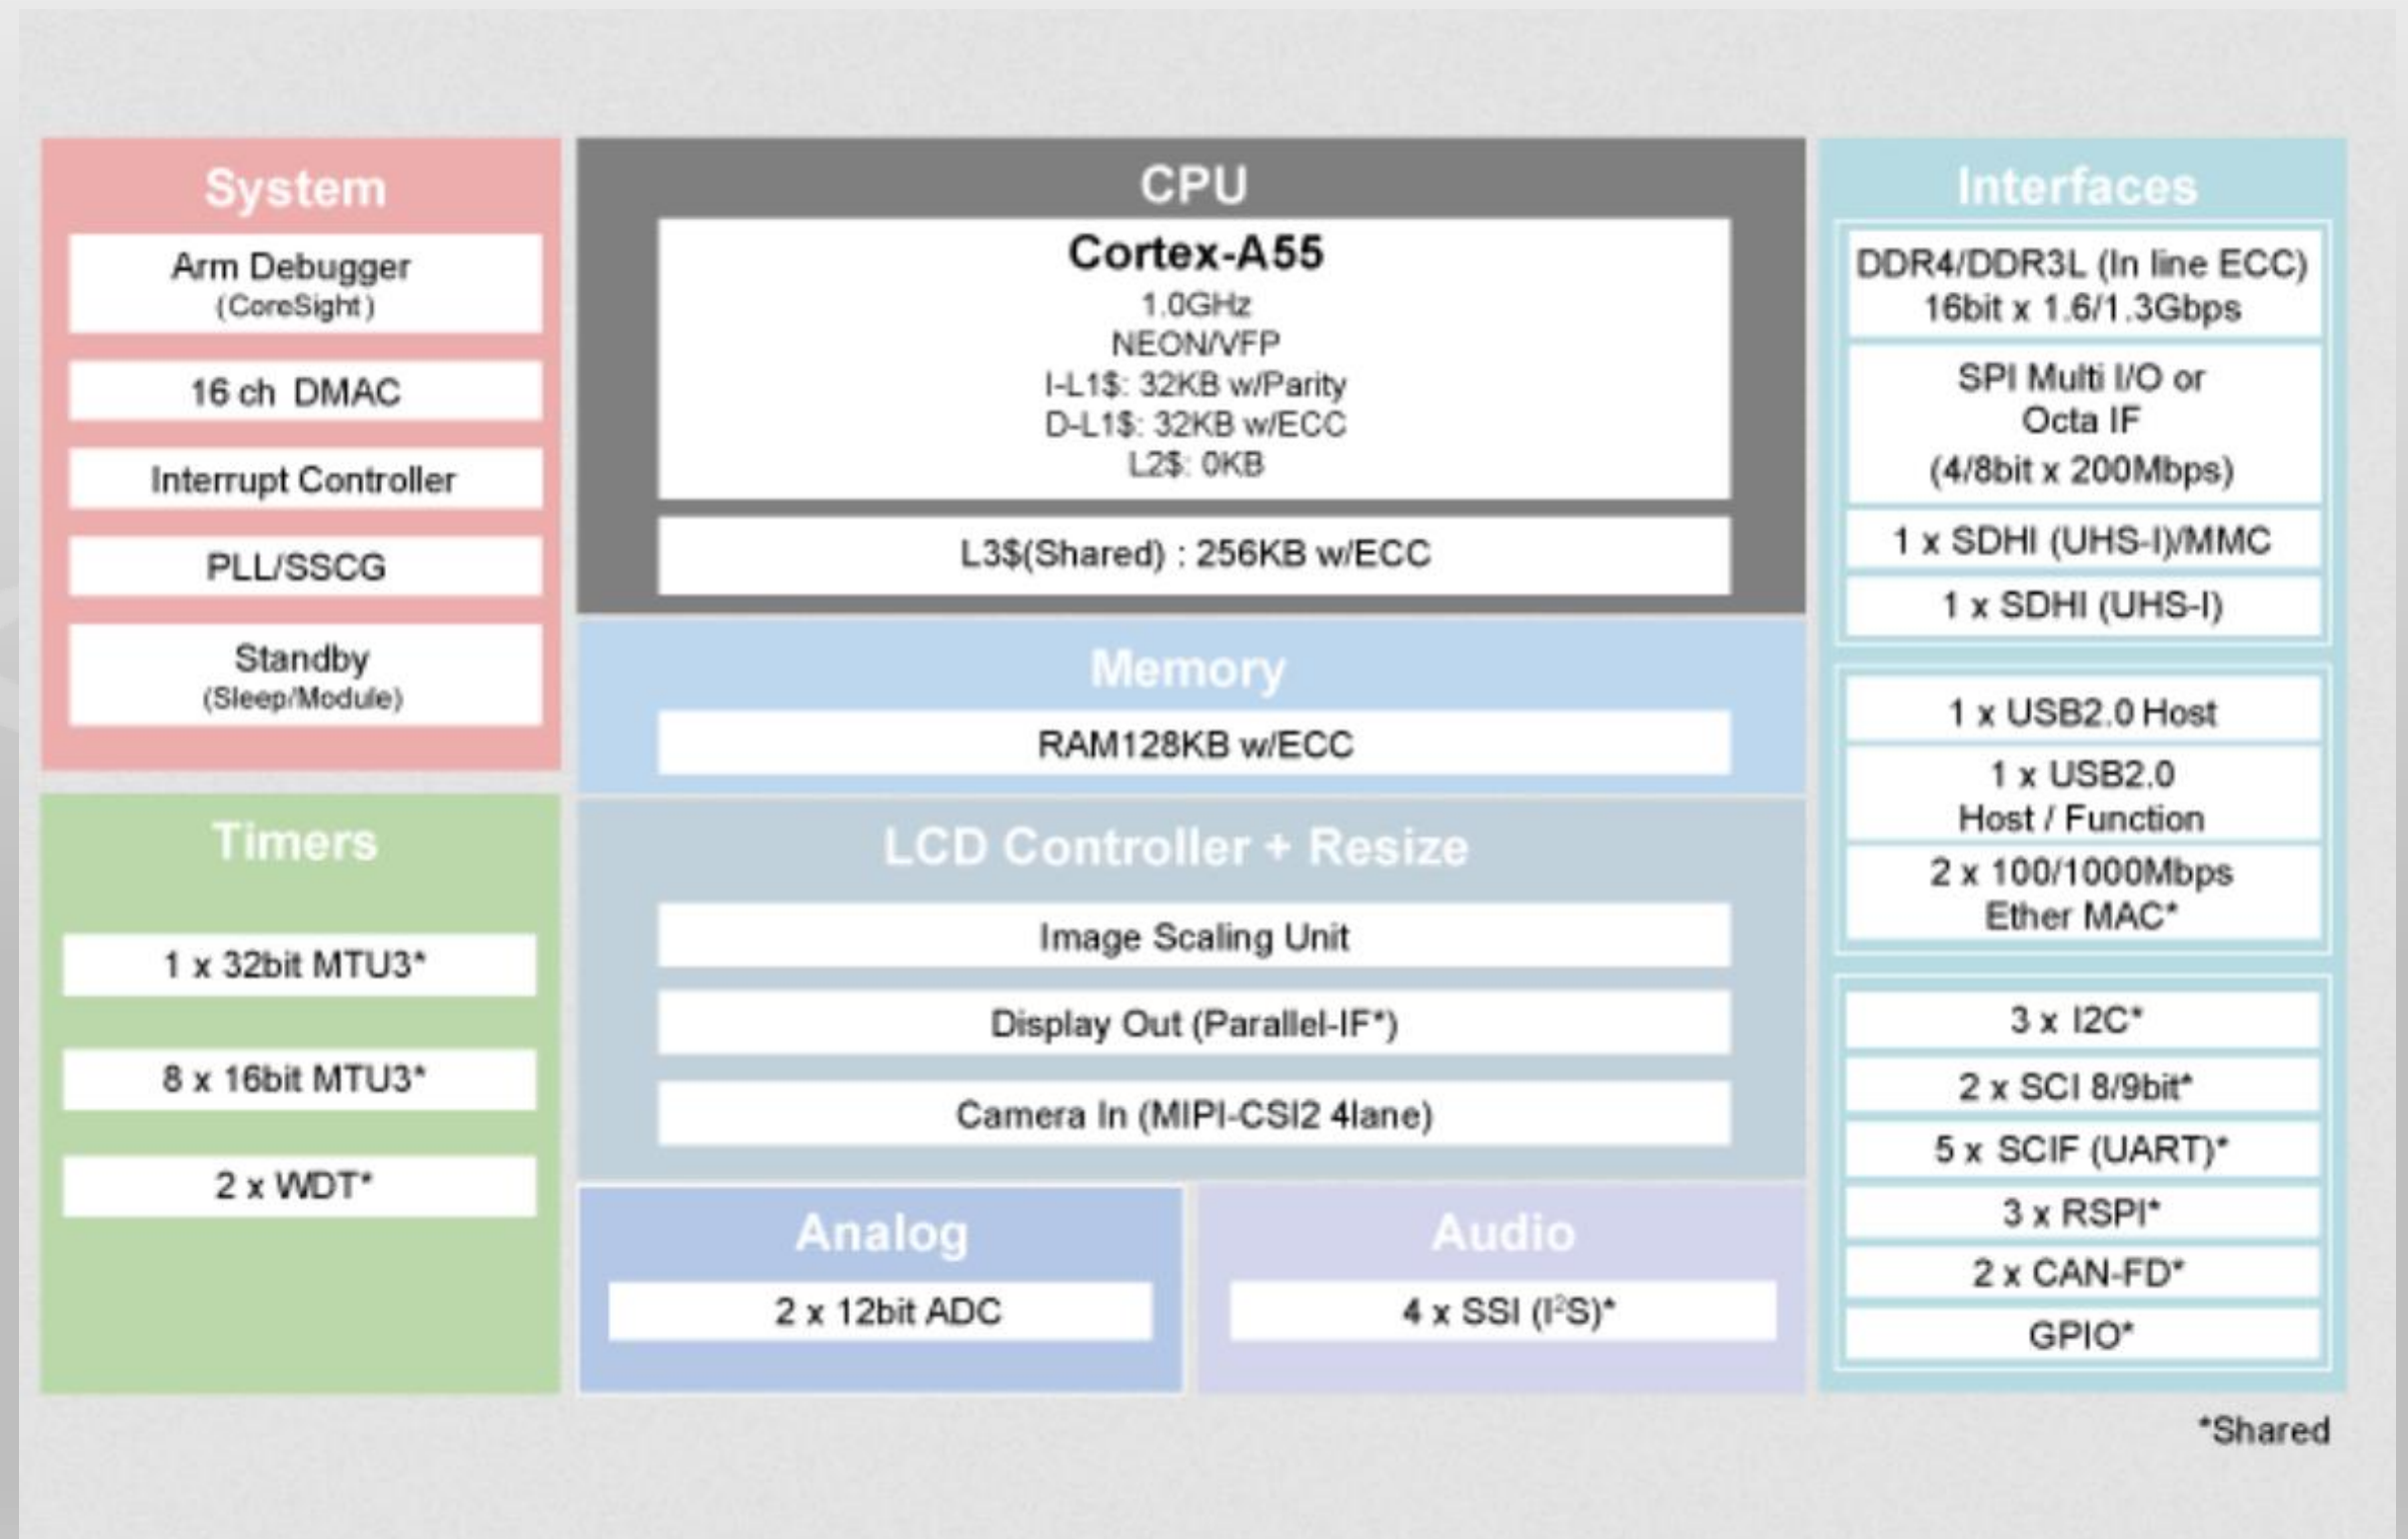 System
Arm Debugger
(CoreSight)
16 ch DMAC
Interrupt Controller
PLL/SSCG
Standby
(Sleep/Module)
Timers
1 x 32bit MTU3*
8 x 16bit MTU3*
2 x WDT*
CPU
Cortex-A55
1.0GHz
NEON/VFP
I-L1$: 32KB w/Parity
D-L1$: 32KB w/ECC
L2$: 0KB
L3$(Shared) : 256KB w/ECC
Memory
RAM128KB w/ECC
LCD Controller + Resize
Image Scaling Unit
Display Out (Parallel-IF*)
Camera In (MIPI-CSI2 4lane)
Analog
2 x 12bit ADC
Audio
4 x SSI (I²S)*
Interfaces
DDR4/DDR3L (In line ECC)
16bit x 1.6/1.3Gbps
SPI Multi I/O or
Octa IF
(4/8bit x 200Mbps)
1 x SDHI (UHS-I)/MMC
1 x SDHI (UHS-I)
1 x USB2.0 Host
1 x USB2.0
Host / Function
2 x 100/1000Mbps
Ether MAC*
3 x I2C*
2 x SCI 8/9bit*
5 x SCIF (UART)*
3 x RSPI*
2 x CAN-FD*
GPIO*
*Shared